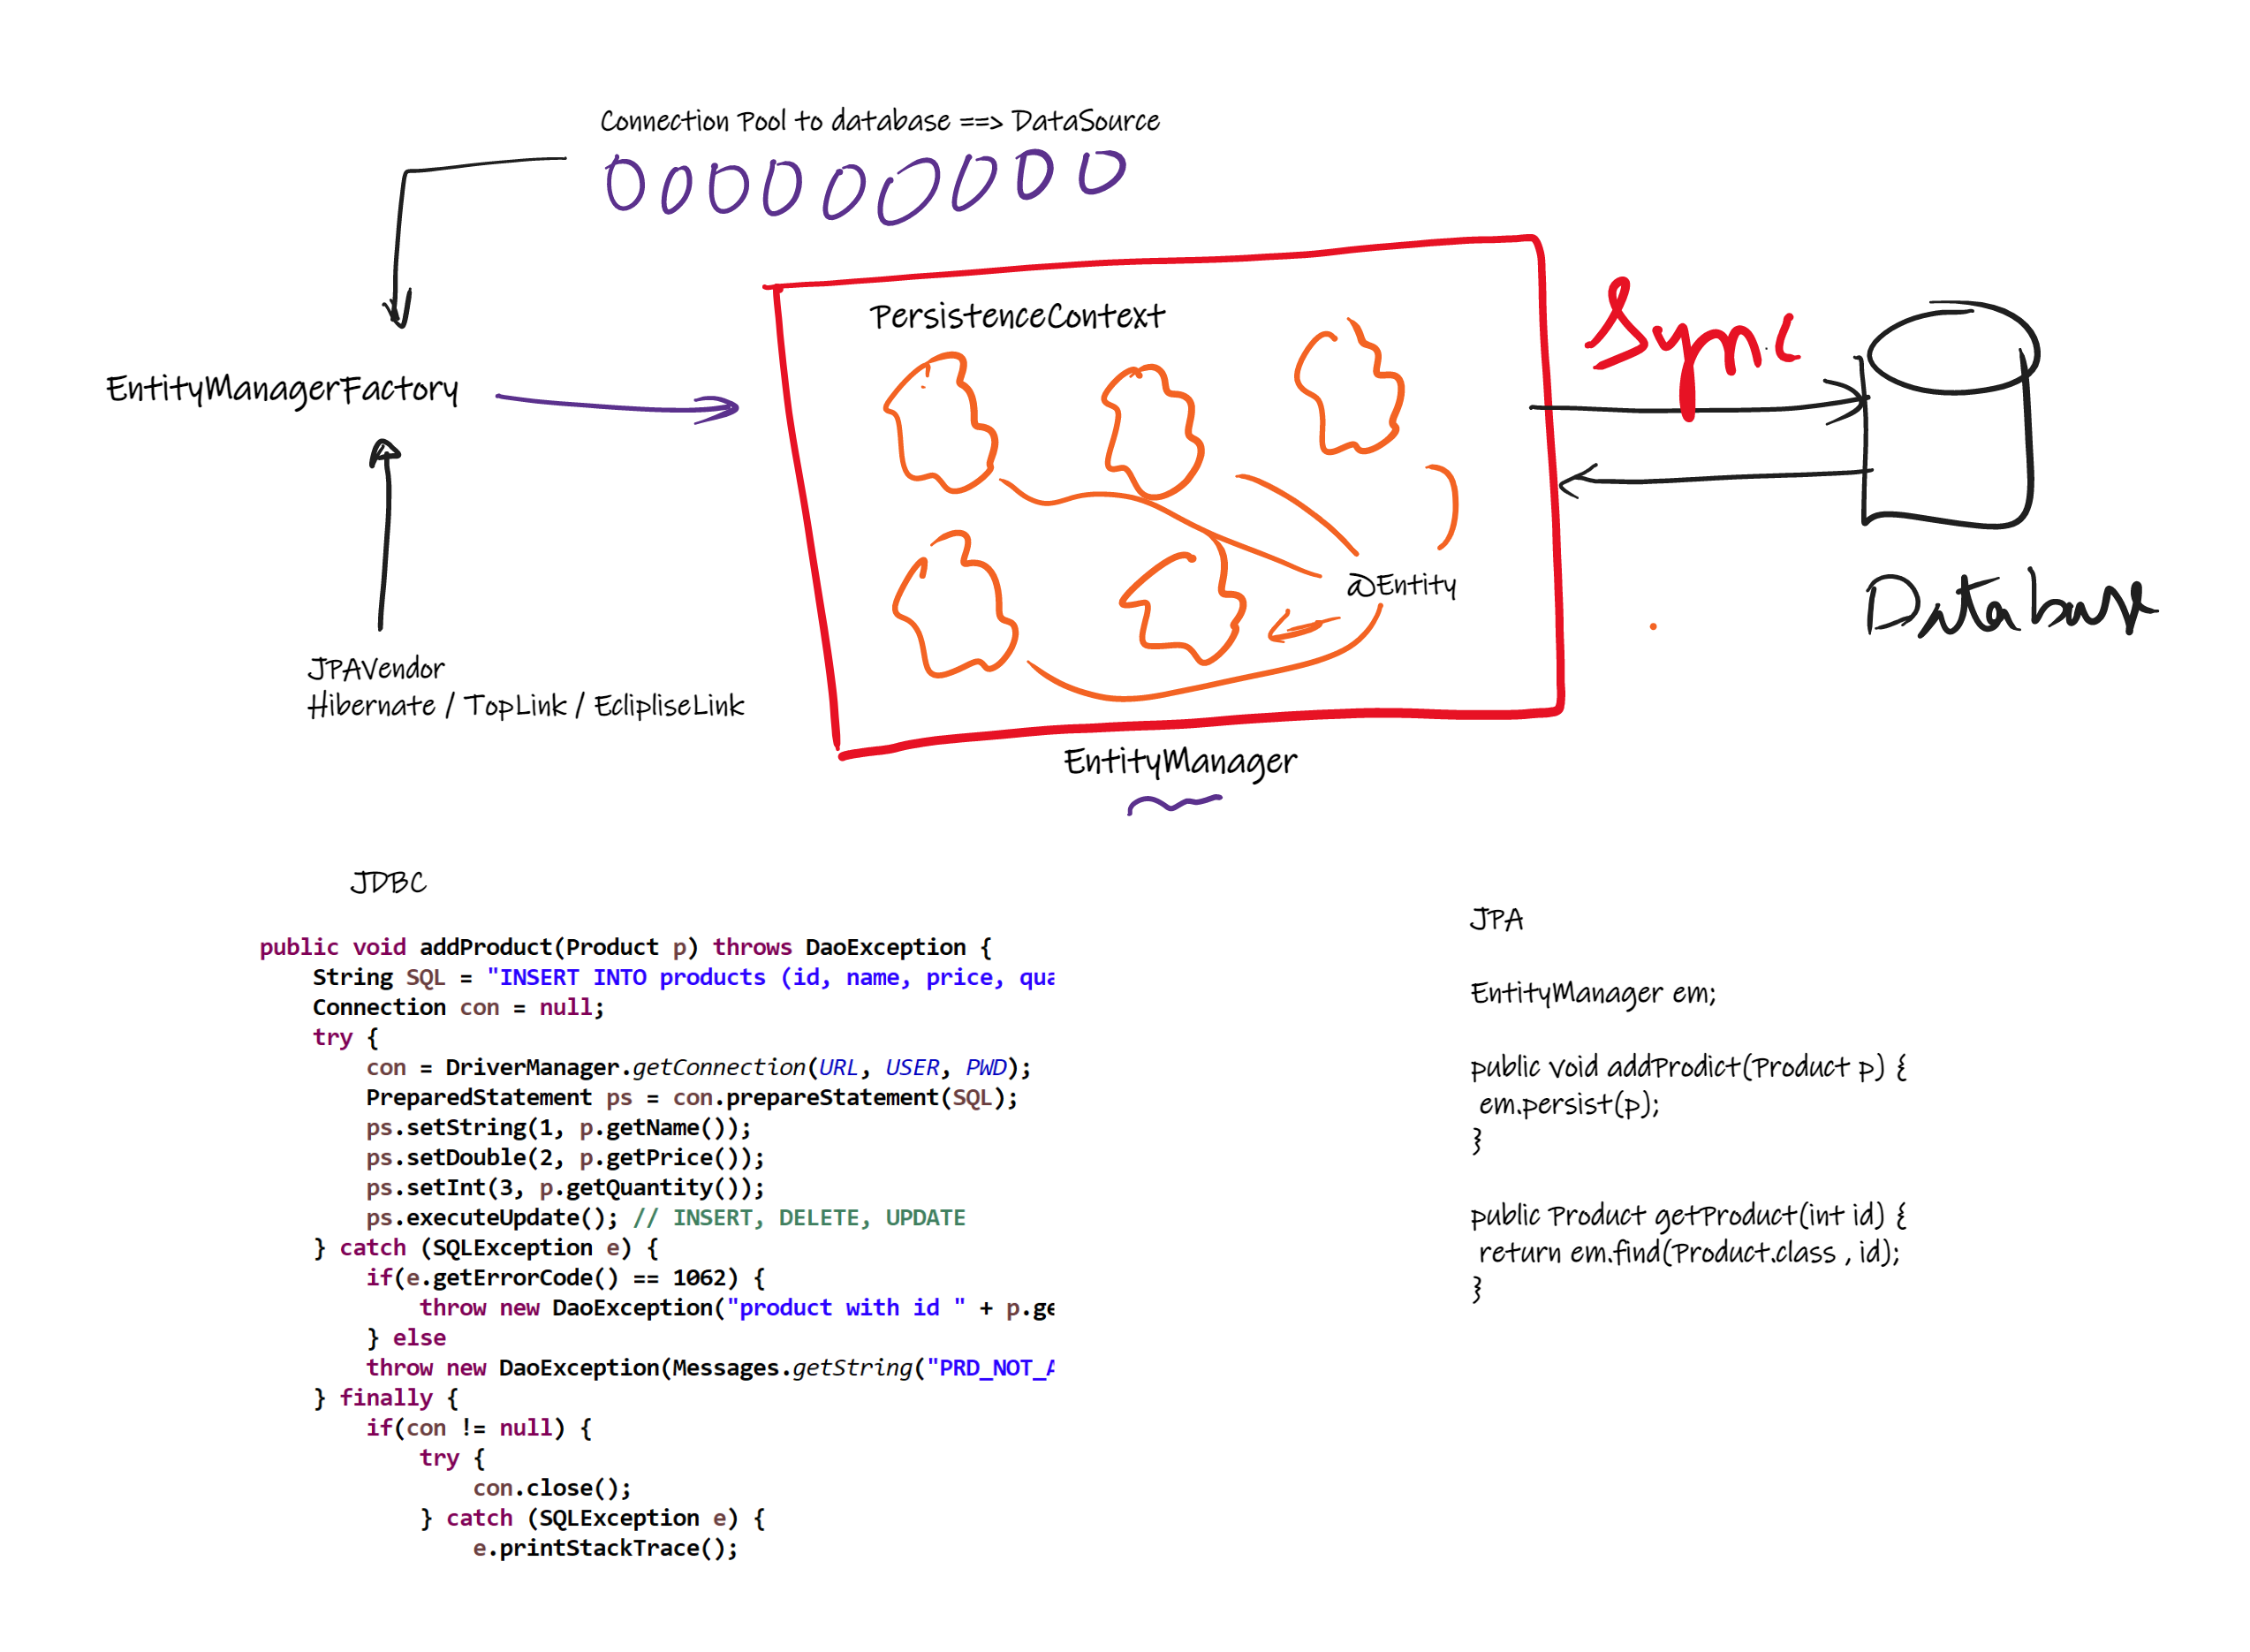 Connection Pool to database ==> DataSource
PersistenceContext
Sync
EntityManagerFactory
@Entity
Database
JPAVendor
Hibernate / TopLink / EclipliseLink
EntityManager
JDBC
public void addProduct(Product p) throws DaoException {
String SQL = "INSERT INTO products (id, name, price, qua
Connection con = null;
try {
con = DriverManager.getConnection(URL, USER, PWD);
PreparedStatement ps = con.prepareStatement(SQL);
ps.setString(1, p.getName());
ps.setDouble(2, p.getPrice());
ps.setInt(3, p.getQuantity());
ps.executeUpdate(); // INSERT, DELETE, UPDATE
} catch (SQLException e) {
if(e.getErrorCode() == 1062) {
throw new DaoException("product with id " + p.ge
} else
throw new DaoException(Messages.getString("PRD_NOT_A
} finally {
if(con != null) {
try {
con.close();
} catch (SQLException e) {
e.printStackTrace();
JPA
EntityManager em;
public void addProdict(Product p) {
em.persist(p);
}
public Product getProduct(int id) {
return em.find(Product.class , id);
}